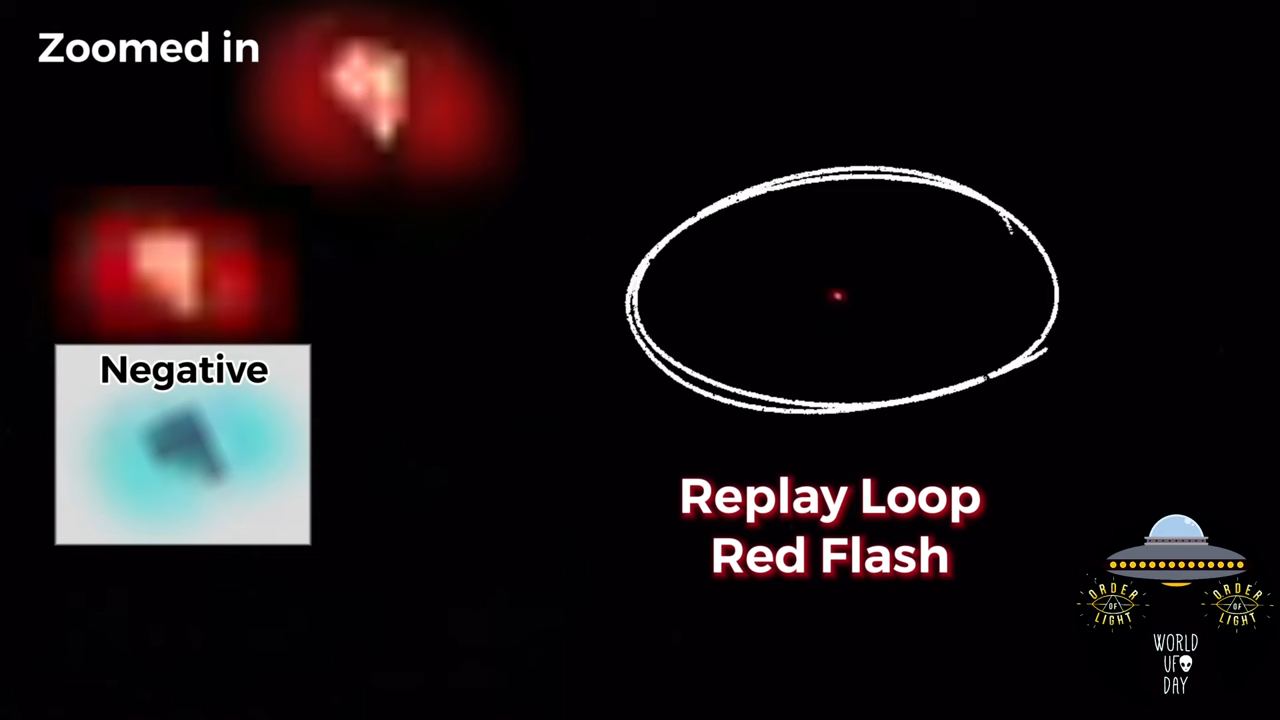 Zoomed in
Negative
Replay Loop
Red Flash
ORDER
OF
LIGHT
ORDER
OF
LIGHT
WORLD
UFO
DAY